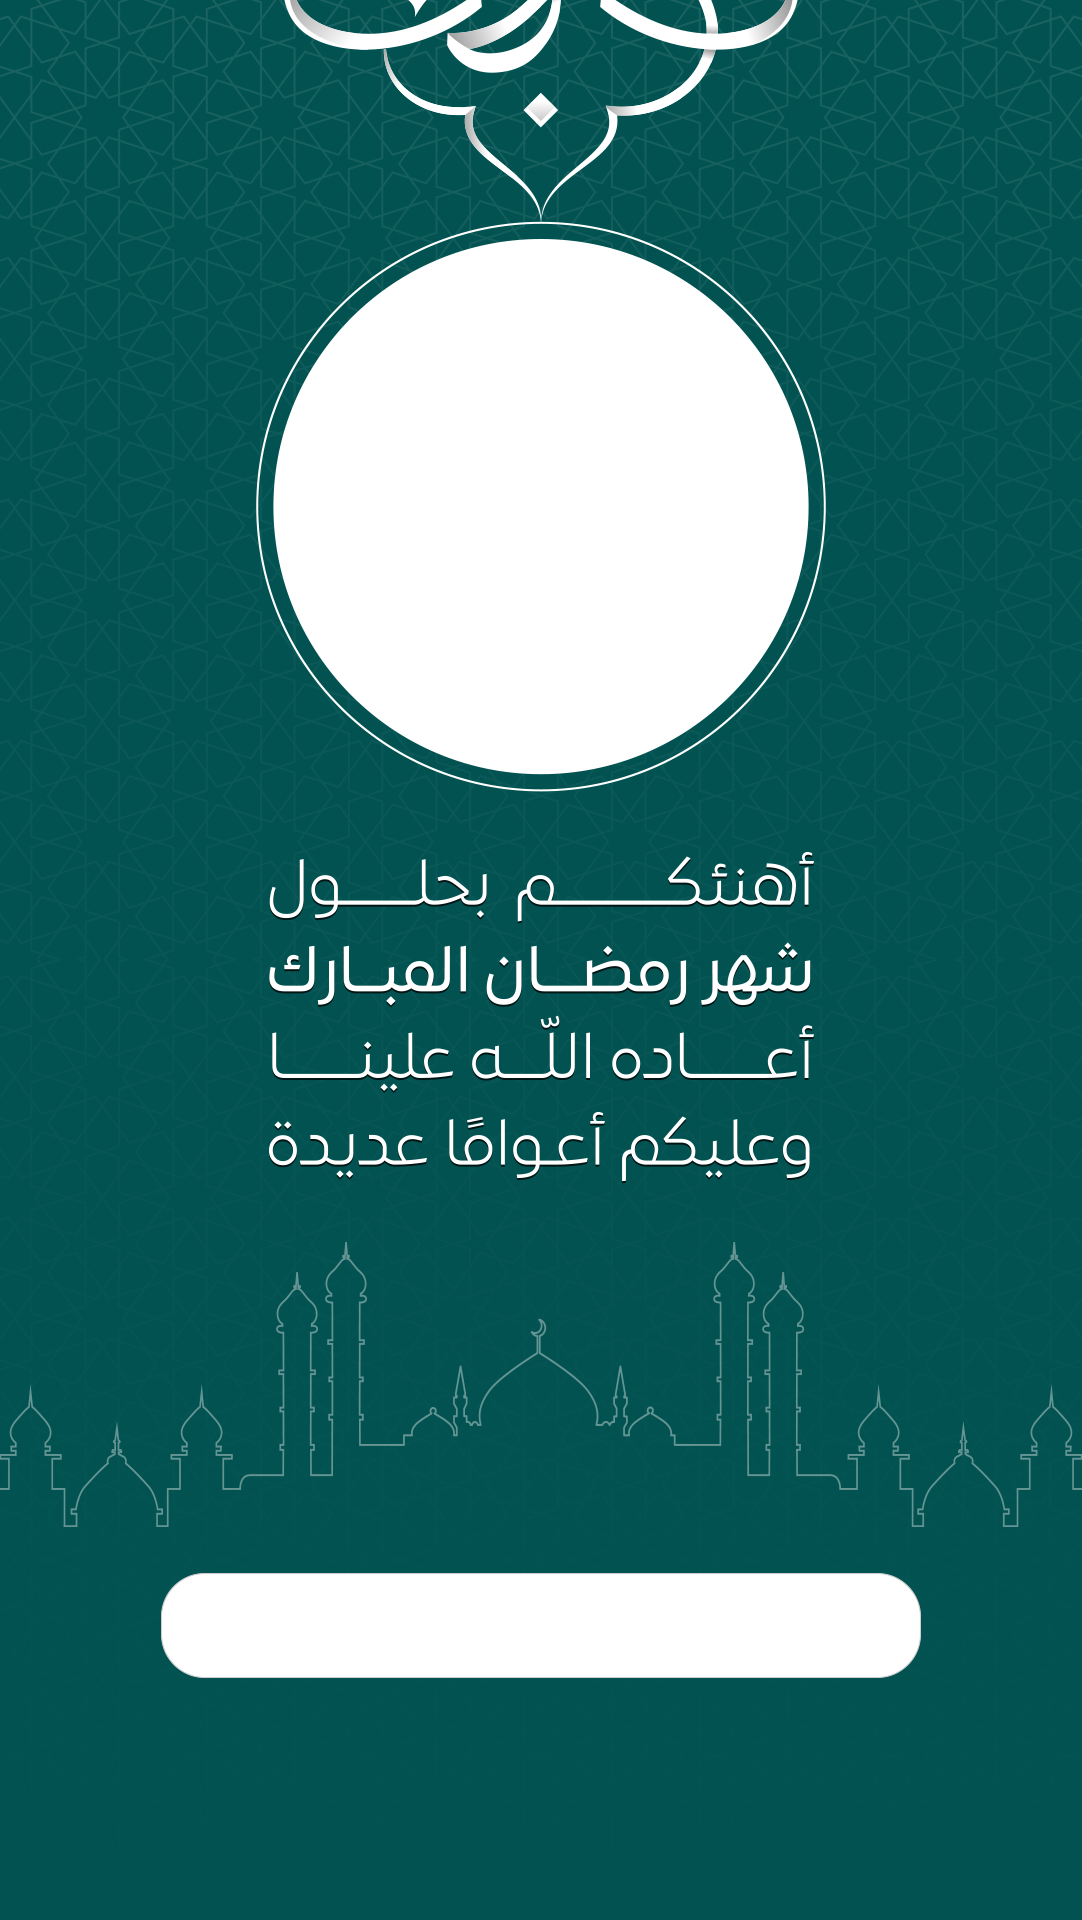 أهنئكم بحلول
شهر رمضان المبارك
أعاده اللّه علينا
وعليكم أعوامًا عديدة